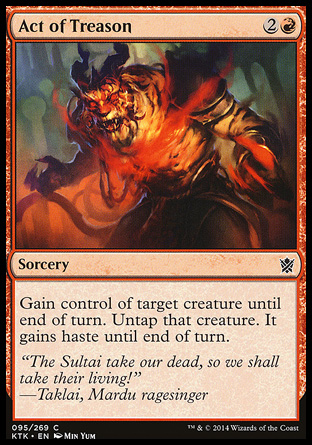 Act of Treason 2
Sorcery
Gain control of target creature until
end of turn. Untap that creature. It
gains haste until end of turn.
"The Sultai take our dead, so we shall
take their living!"
—Taklai, Mardu ragesinger
095/269 C
KTK • EN Min Yum ™ & © 2014 Wizards of the Coast